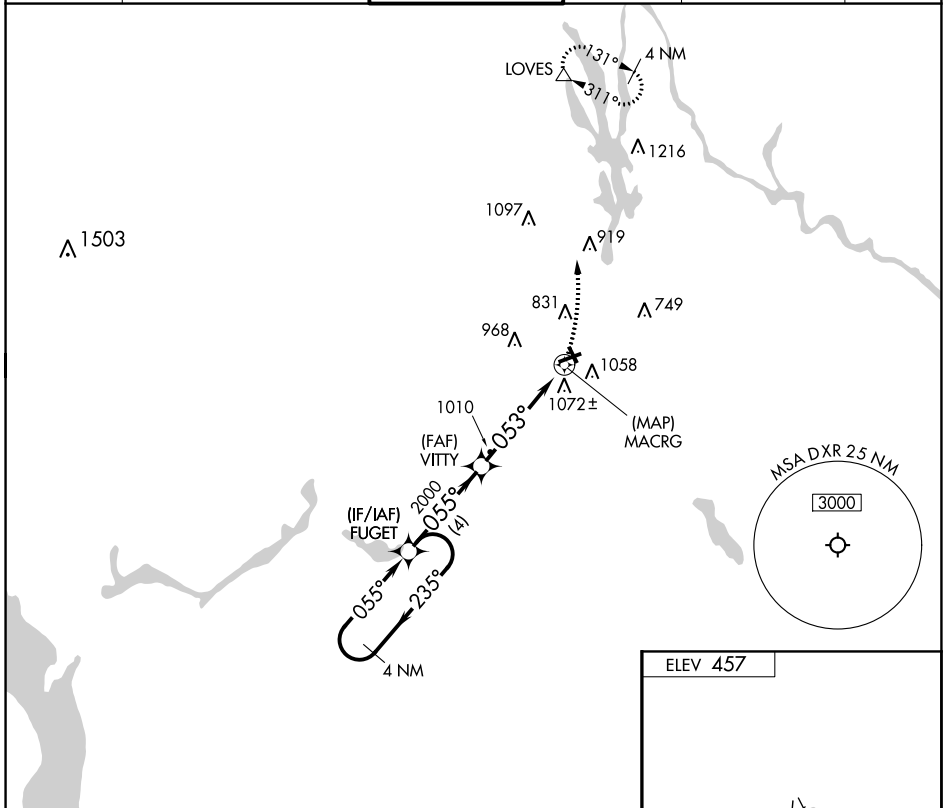 4 NM
131°
LOVES
311°
1216
1097
1503
919
831
749
968
1058
1072±
1010
053°
(MAP)
MACRG
(FAF)
VITTY
MSA DXR 25 NM
2000
055°
(4)
3000
(IF/IAF)
FUGET
055°
235°
4 NM
ELEV 457